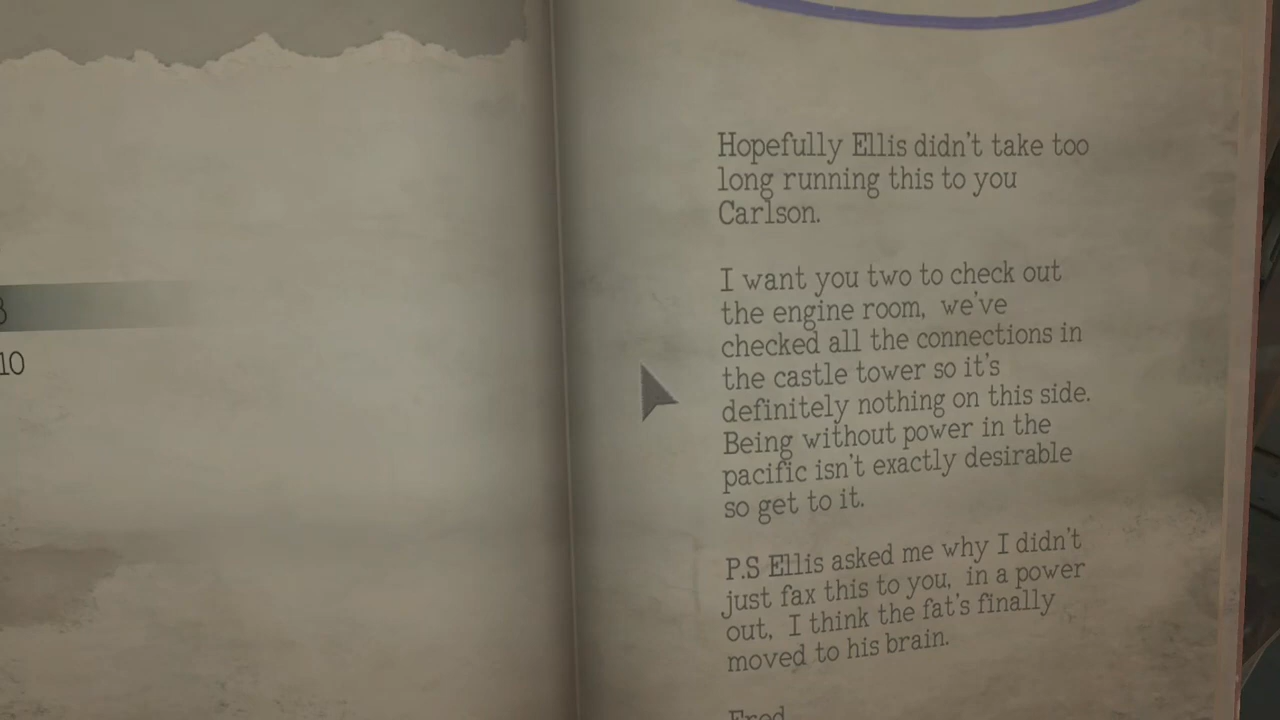 8
10
Hopefully Ellis didn't take too
long running this to you
Carlson.
I want you two to check out
the engine room, we've
checked all the connections in
the castle tower so it's
definitely nothing on this side.
Being without power in the
pacific isn't exactly desirable
so get to it.
P.S Ellis asked me why I didn't
just fax this to you, in a power
out, I think the fat's finally
moved to his brain.
Fred